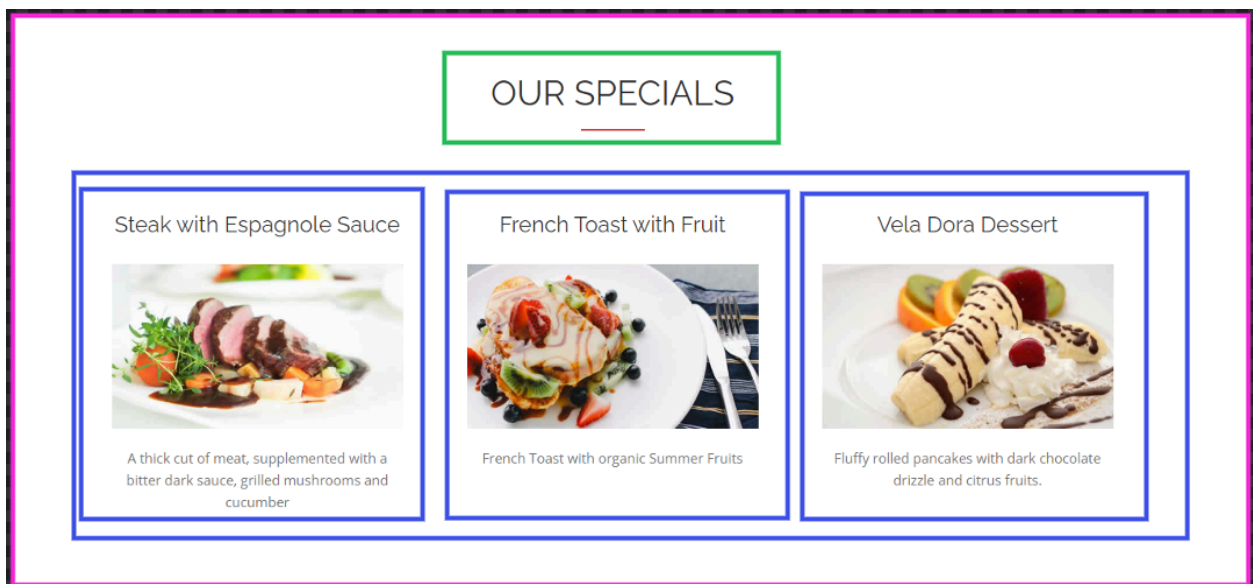 OUR SPECIALS
Steak with Espagnole Sauce
A thick cut of meat, supplemented with a
bitter dark sauce, grilled mushrooms and
cucumber
French Toast with Fruit
French Toast with organic Summer Fruits
Vela Dora Dessert
Fluffy rolled pancakes with dark chocolate
drizzle and citrus fruits.